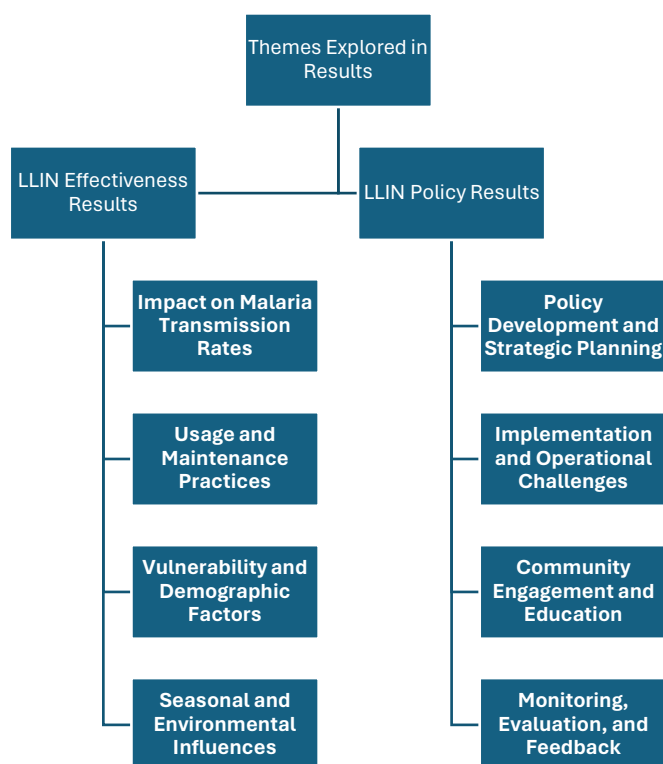 Themes Explored in
Results
LLIN Effectiveness
Results
LLIN Policy Results
Impact on Malaria
Transmission
Rates
Usage and
Maintenance
Practices
Vulnerability and
Demographic
Factors
Seasonal and
Environmental
Influences
Policy
Development and
Strategic Planning
Implementation
and Operational
Challenges
Community
Engagement and
Education
Monitoring,
Evaluation, and
Feedback